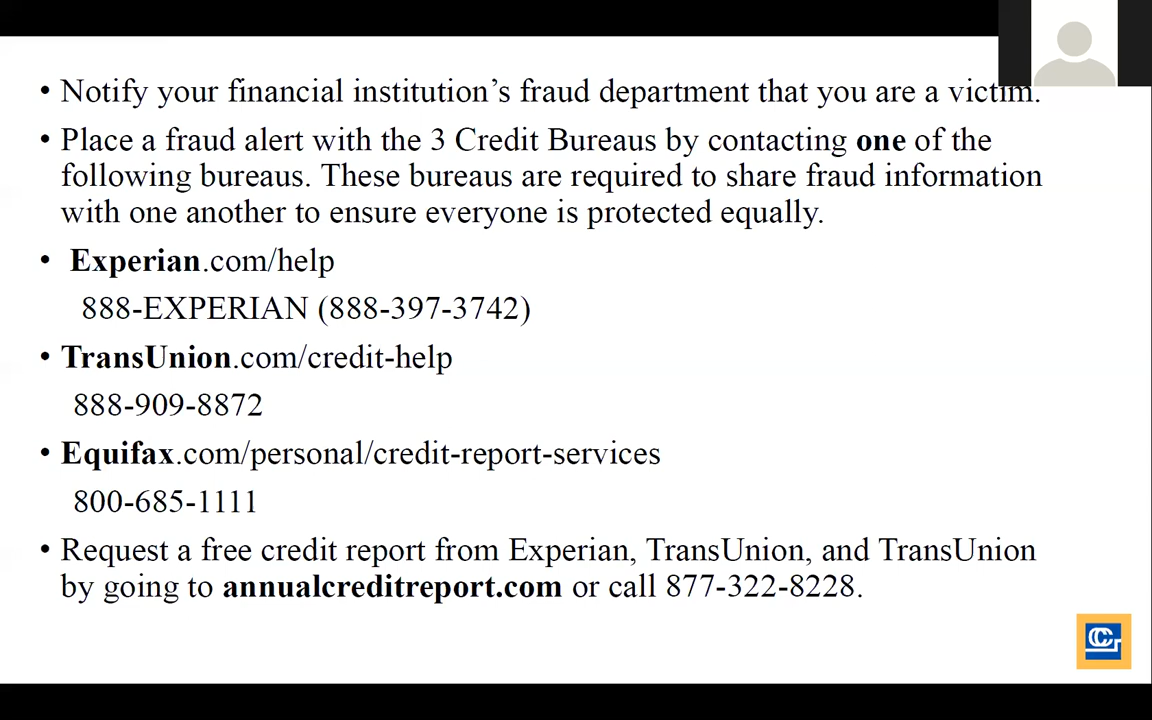 • Notify your financial institution’s fraud department that you are a victim.
• Place a fraud alert with the 3 Credit Bureaus by contacting one of the
following bureaus. These bureaus are required to share fraud information
with one another to ensure everyone is protected equally.
• Experian.com/help
888-EXPERIAN (888-397-3742)
• TransUnion.com/credit-help
888-909-8872
• Equifax.com/personal/credit-report-services
800-685-1111
• Request a free credit report from Experian, TransUnion, and TransUnion
by going to annualcreditreport.com or call 877-322-8228.